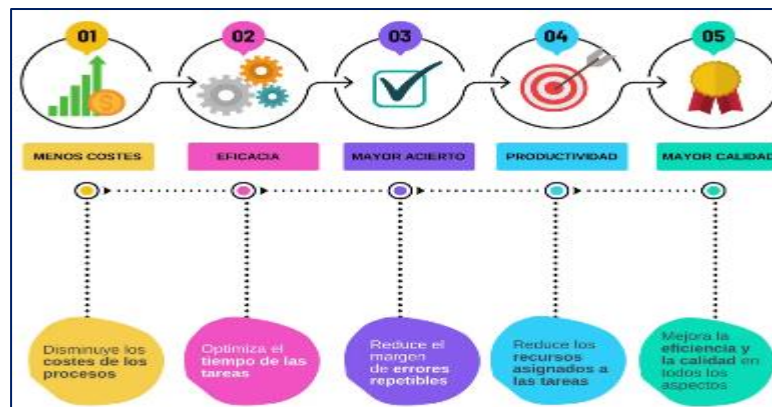 01
02
03
04
05
MENOS COSTES
EFICACIA
MAYOR ACIERTO
PRODUCTIVIDAD
MAYOR CALIDAD
Disminuye los
costes de los
procesos
Optimiza el
tiempo de las
tareas
Reduce el
margen
de errores
repetibles
Reduce los
recursos
asignados a
las tareas
Mejora la
eficiencia y
la calidad en
todos los
aspectos